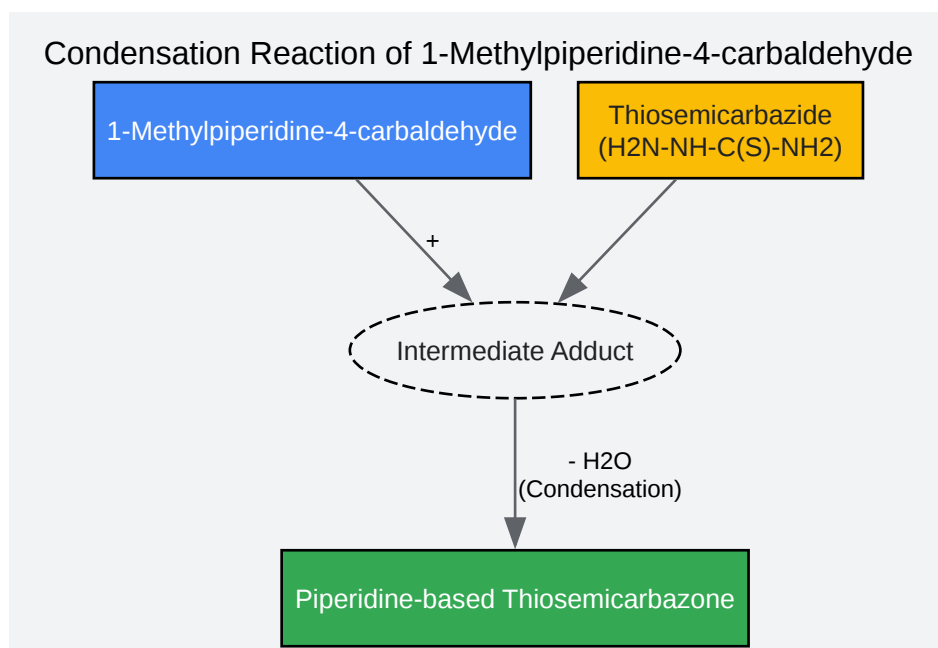 Condensation Reaction of 1-Methylpiperidine-4-carbaldehyde
1-Methylpiperidine-4-carbaldehyde
Thiosemicarbazide
(H2N-NH-C(S)-NH2)
+
Intermediate Adduct
- H2O
(Condensation)
Piperidine-based Thiosemicarbazone